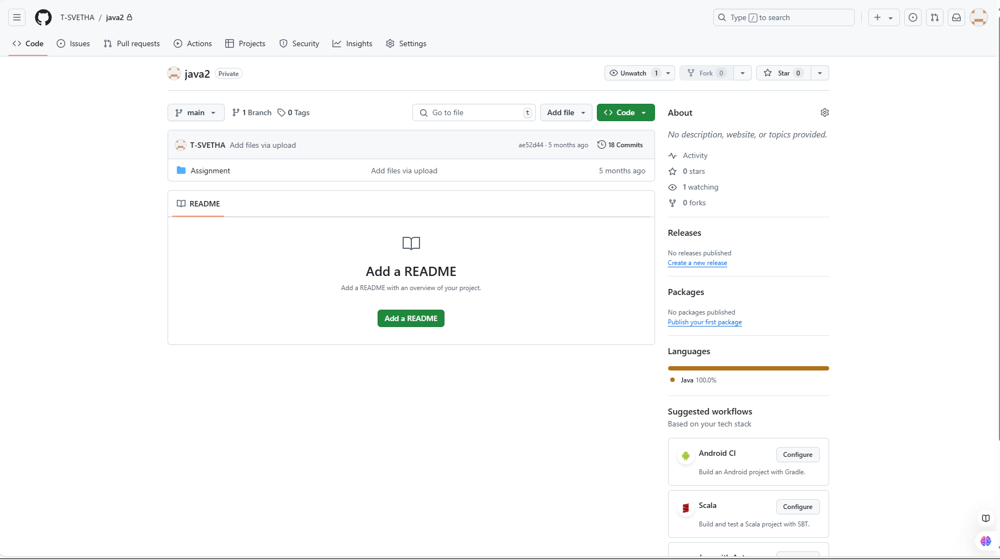 T-SVETHA / java2
Type / to search
Code Issues Pull requests Actions Projects Security Insights Settings
java2 Private
Unwatch 1 Fork 0 Star 0
main 1 Branch 0 Tags
Go to file t Add file Code
T-SVETHA Add files via upload ae52d44 · 5 months ago 18 Commits
Assignment Add files via upload 5 months ago
README
Add a README
Add a README with an overview of your project.
Add a README
About
No description, website, or topics provided.
Activity
0 stars
1 watching
0 forks
Releases
No releases published
Create a new release
Packages
No packages published
Publish your first package
Languages
Java 100.0%
Suggested workflows
Based on your tech stack
Android CI Configure
Build an Android project with Gradle.
Scala Configure
Build and test a Scala project with SBT.